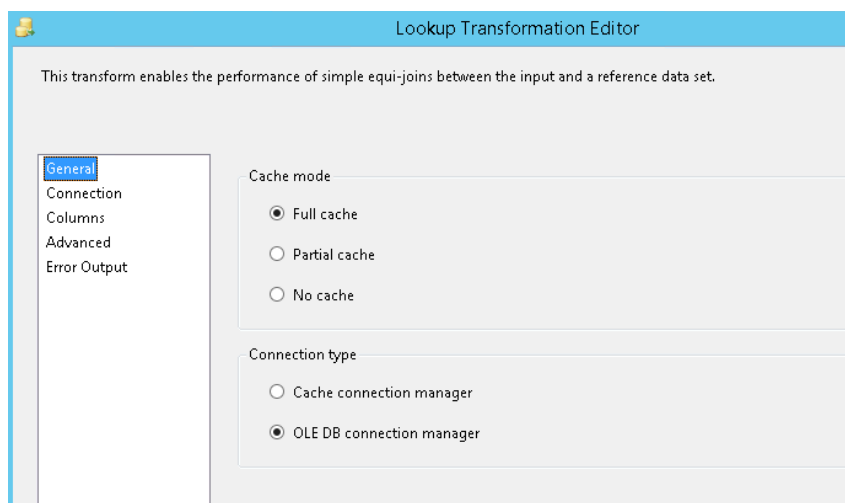 Lookup Transformation Editor
This transform enables the performance of simple equi-joins between the input and a reference data set.
General
Connection
Columns
Advanced
Error Output
Cache mode
Full cache
Partial cache
No cache
Connection type
Cache connection manager
OLE DB connection manager